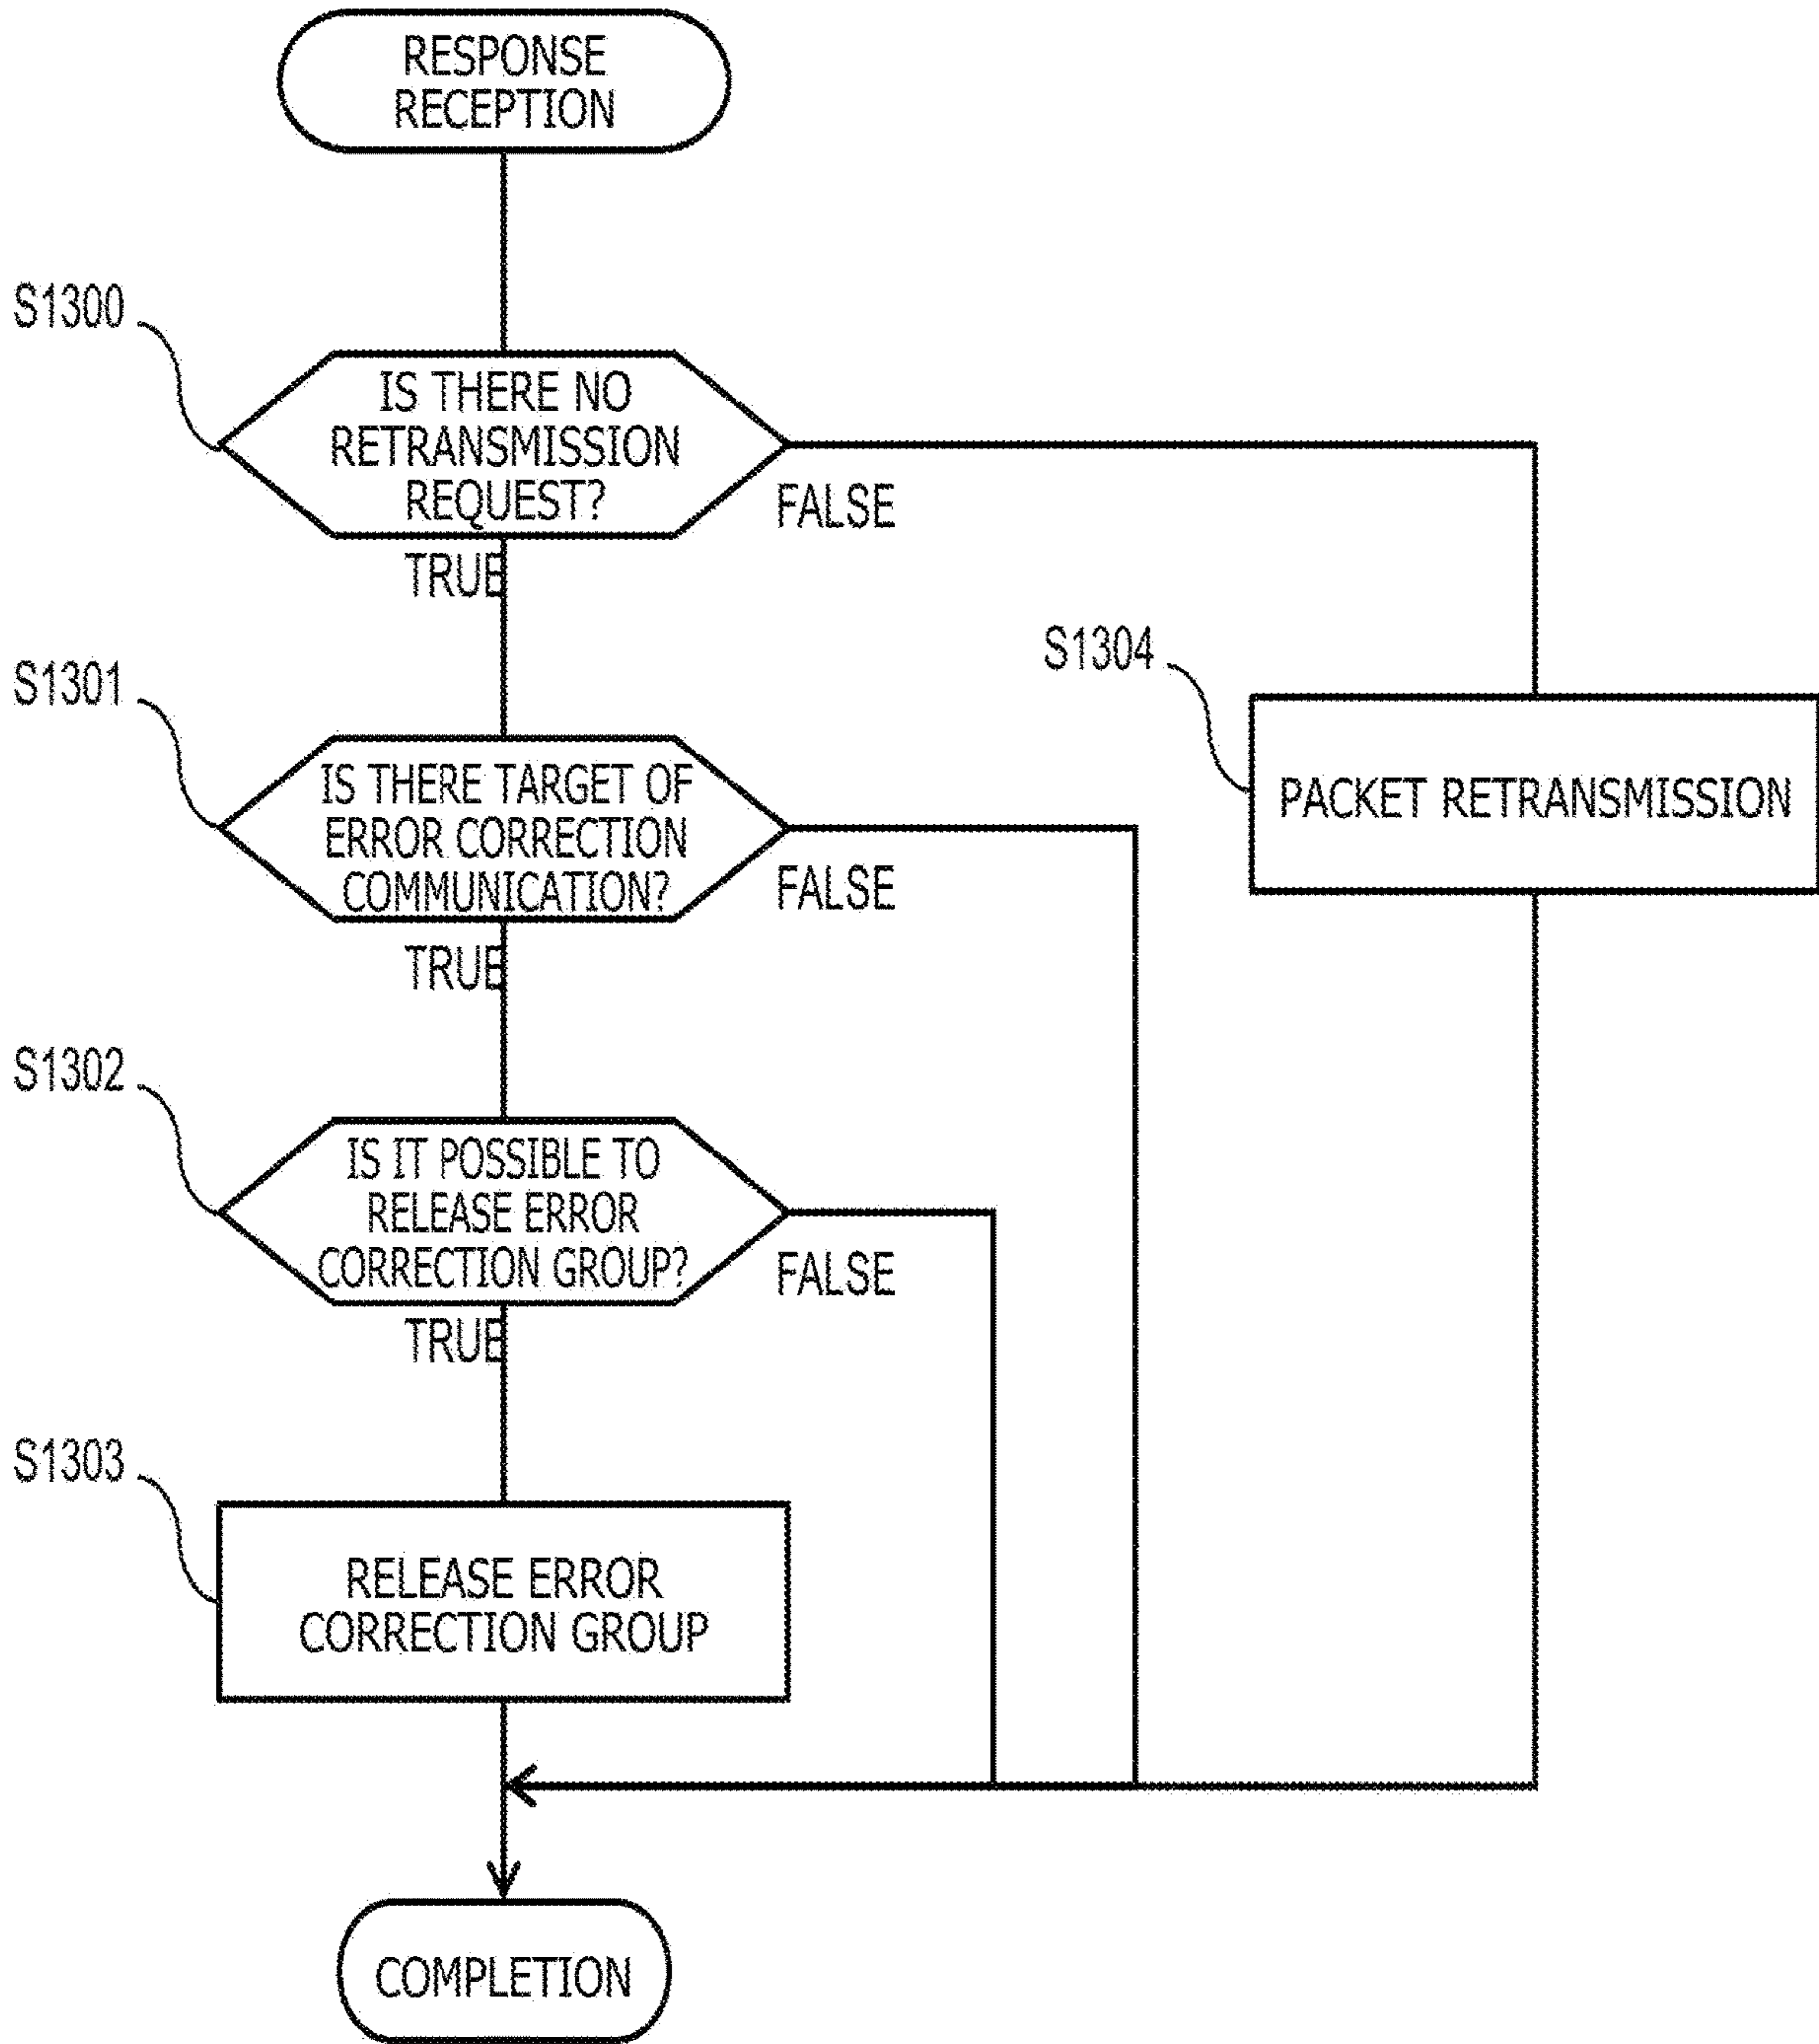 RESPONSE
RECEPTION
S1300
IS THERE NO
RETRANSMISSION
REQUEST?
FALSE
TRUE
S1304
PACKET RETRANSMISSION
S1301
IS THERE TARGET OF
ERROR CORRECTION
COMMUNICATION?
FALSE
TRUE
S1302
IS IT POSSIBLE TO
RELEASE ERROR
CORRECTION GROUP?
FALSE
TRUE
S1303
RELEASE ERROR
CORRECTION GROUP
COMPLETION